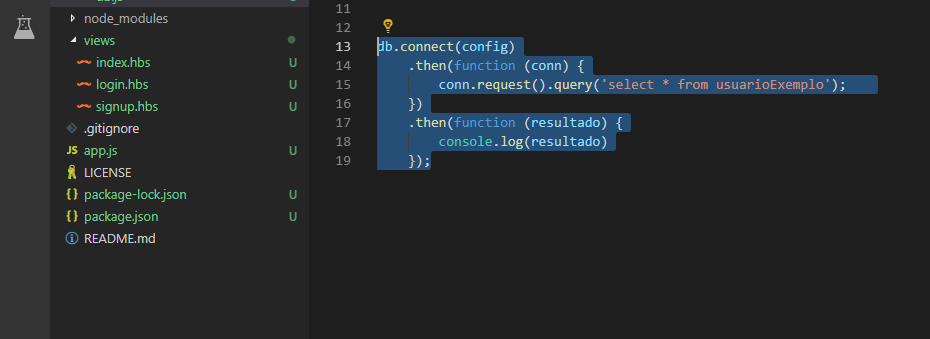 node_modules
views
index.hbs U
login.hbs U
signup.hbs U
.gitignore
JS app.js U
LICENSE
{ } package-lock.json U
{ } package.json U
README.md
11
12
13 db.connect(config)
14 .then(function (conn) {
15 conn.request().query('select * from usuarioExemplo');
16 })
17 .then(function (resultado) {
18 console.log(resultado)
19 });